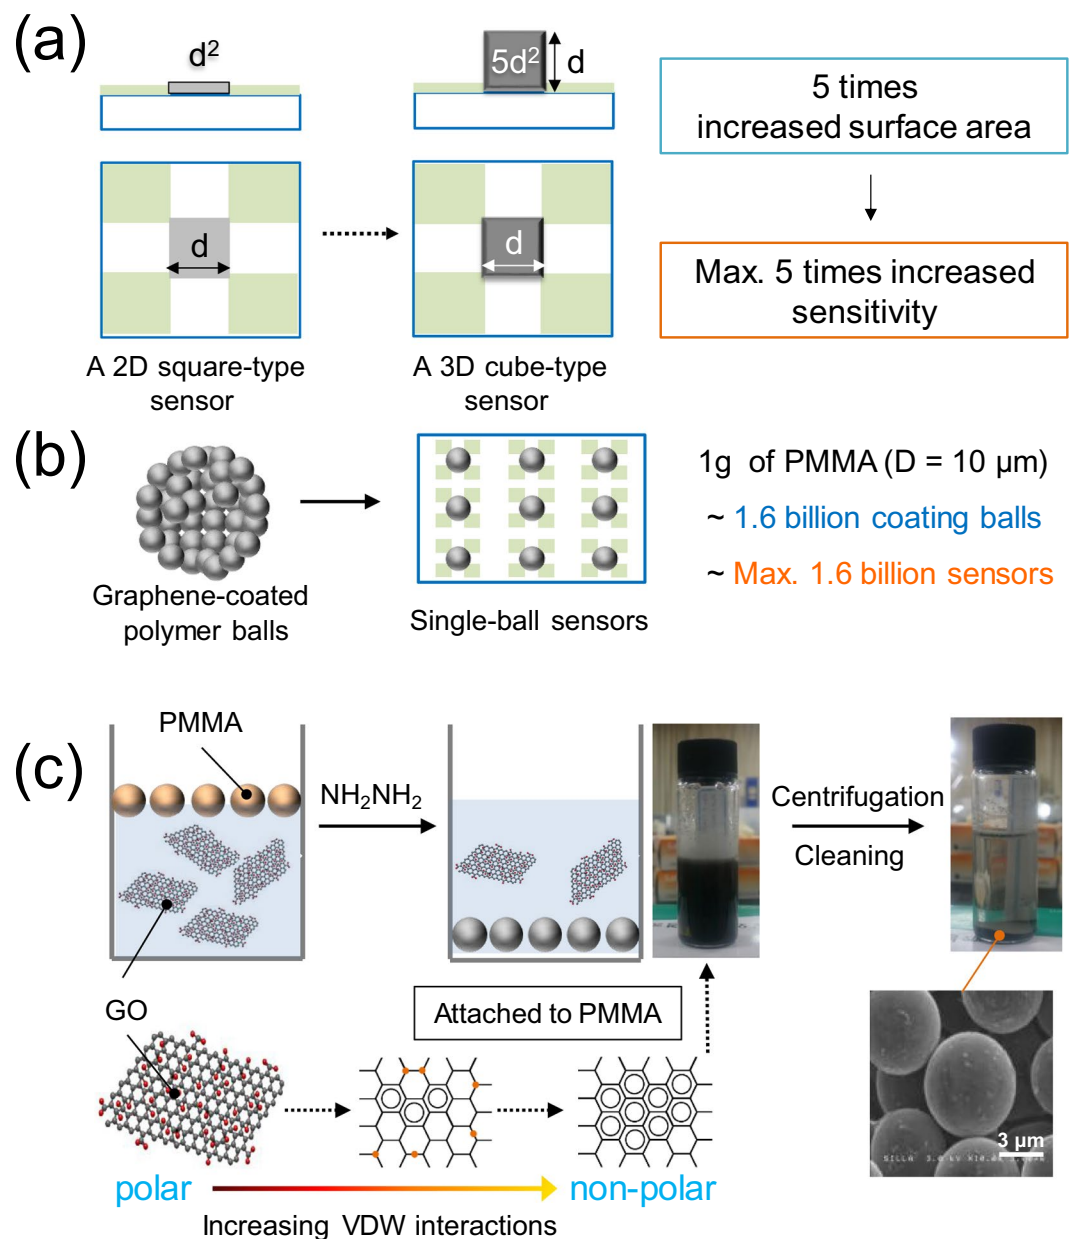 (a)
d²
5d²
d
d
d
A 2D square-type
sensor
A 3D cube-type
sensor
5 times
increased surface area
Max. 5 times increased
sensitivity
(b)
Graphene-coated
polymer balls
Single-ball sensors
1g of PMMA (D = 10 µm)
~ 1.6 billion coating balls
~ Max. 1.6 billion sensors
(c)
PMMA
NH₂NH₂
Centrifugation
Cleaning
GO
Attached to PMMA
polar
non-polar
Increasing VDW interactions
3 µm